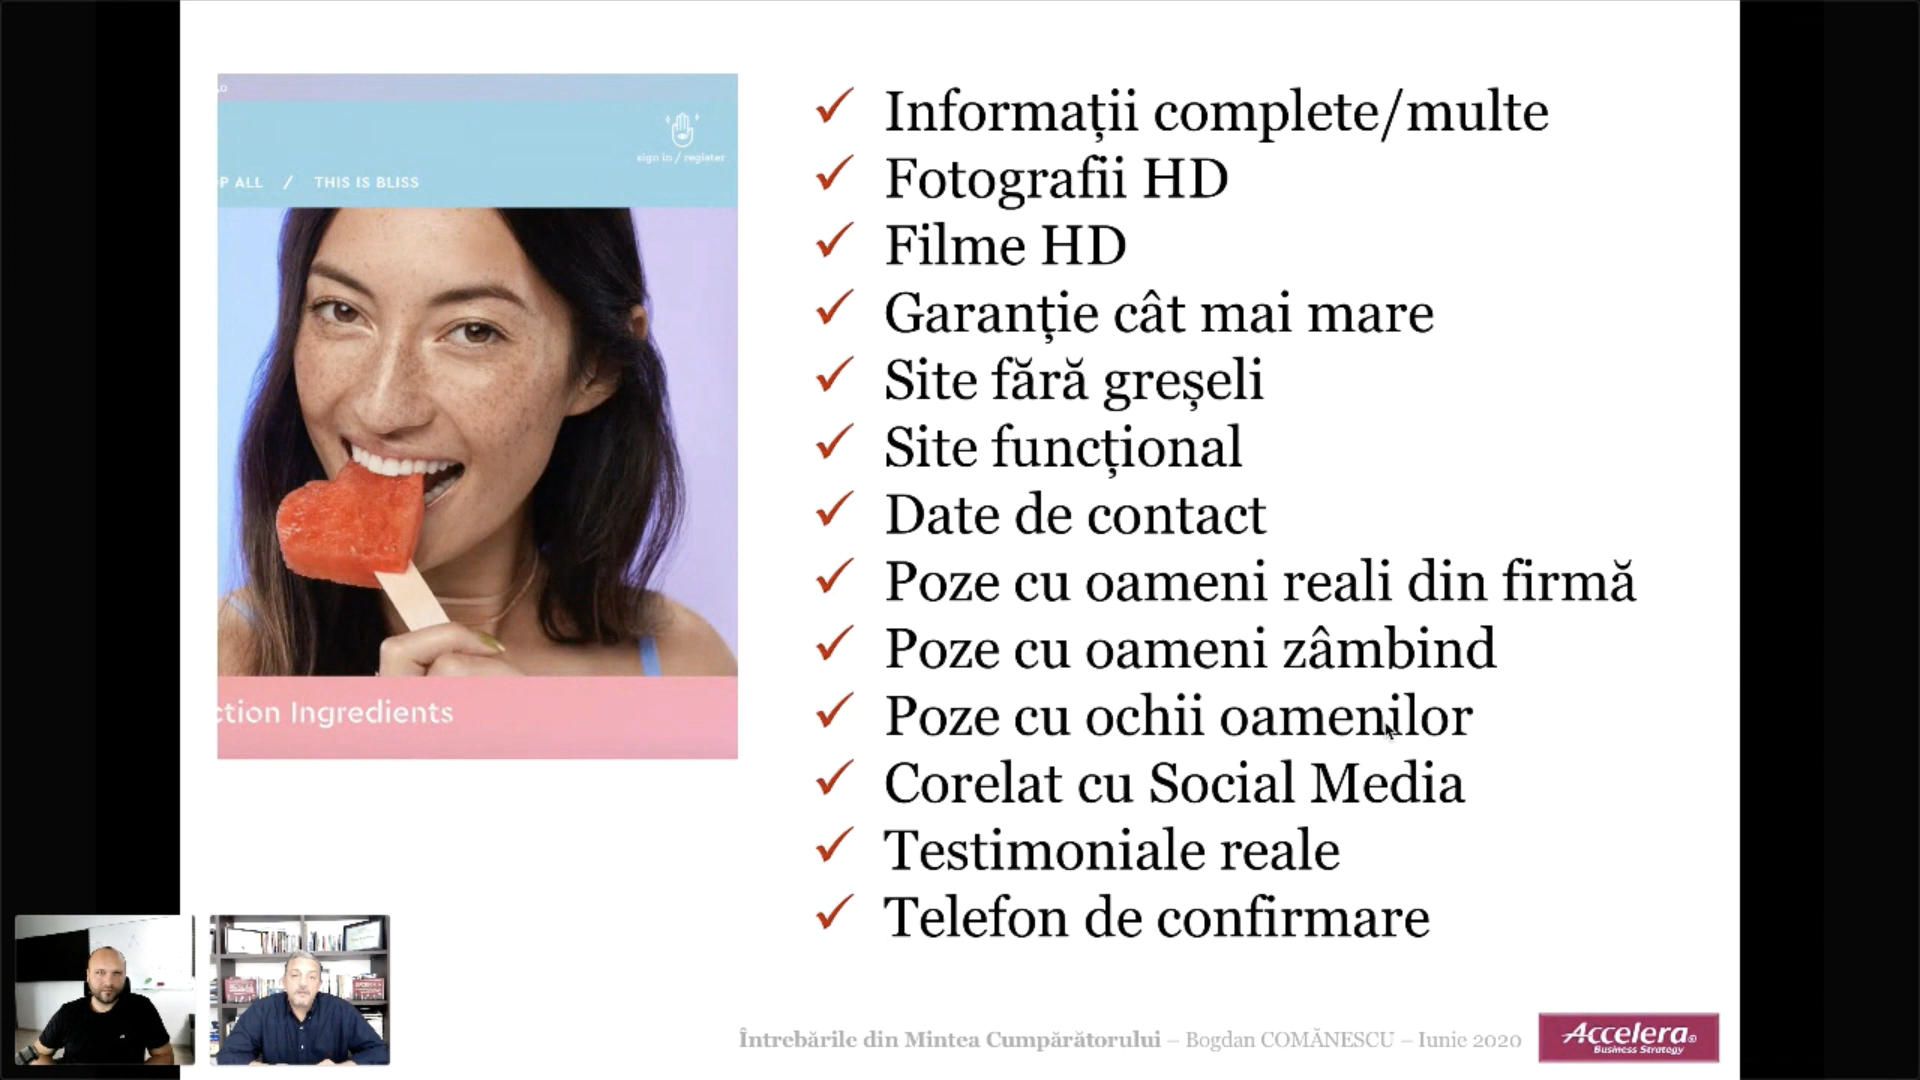 sign in / register
P ALL / THIS IS BLISS
ction Ingredients
Informații complete/multe
Fotografii HD
Filme HD
Garanție cât mai mare
Site fără greșeli
Site funcțional
Date de contact
Poze cu oameni reali din firmă
Poze cu oameni zâmbind
Poze cu ochii oamenilor
Corelat cu Social Media
Testimoniale reale
Telefon de confirmare
Întrebările din Mintea Cumpărătorului – Bogdan COMĂNESCU – Iunie 2020
Accelera®
Business Strategy